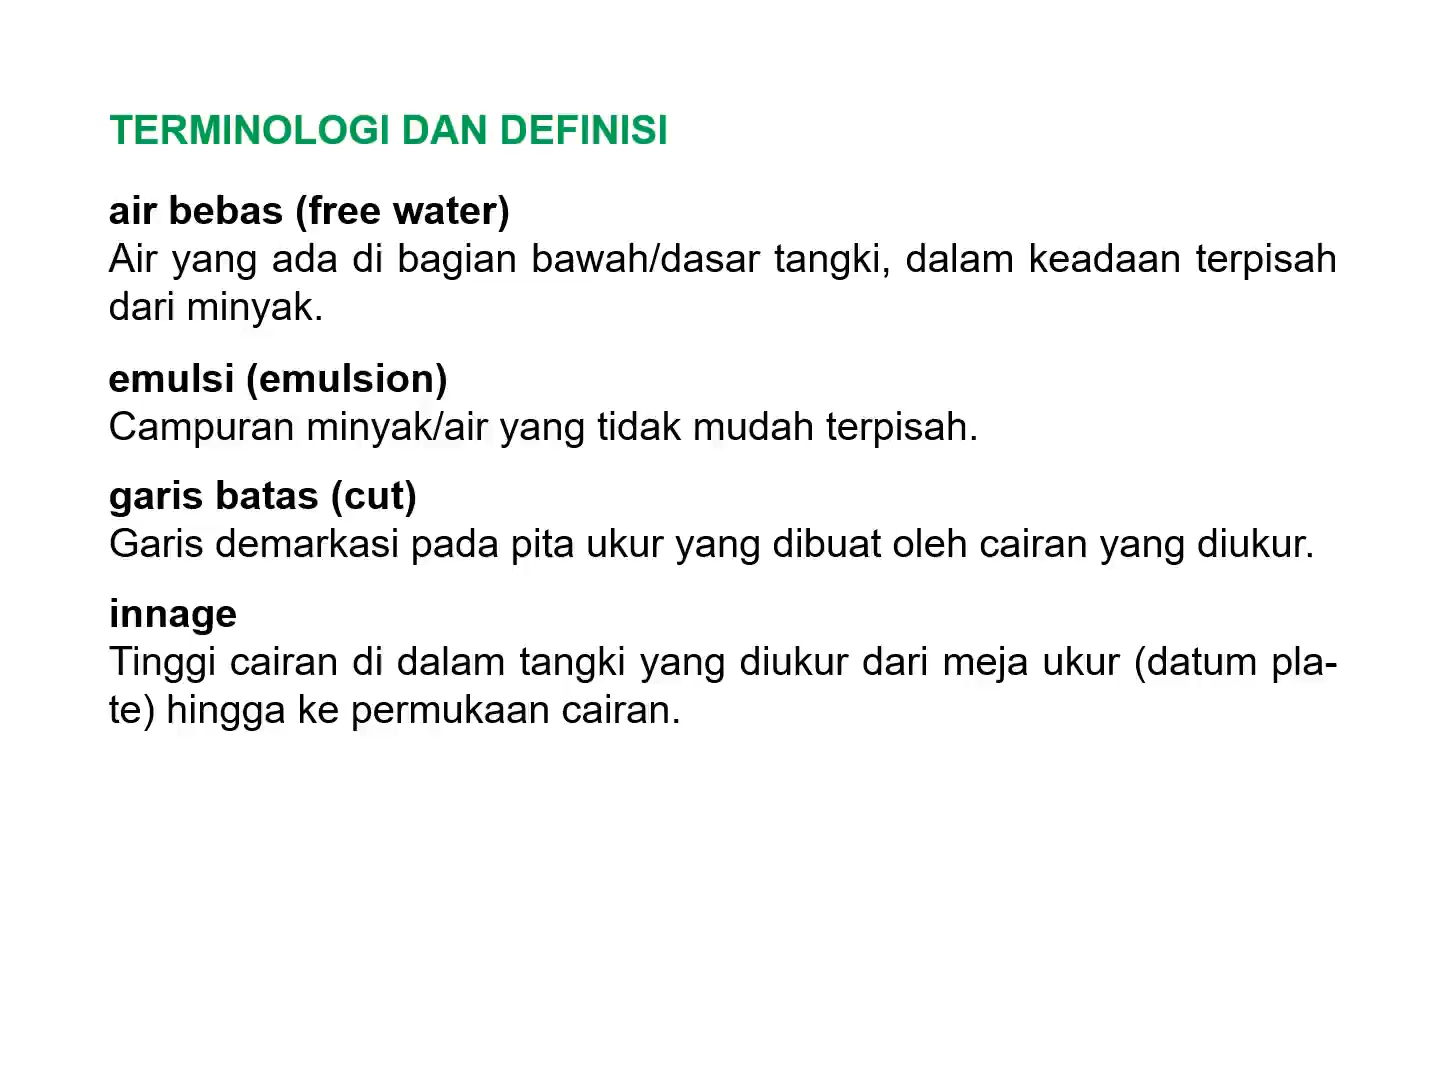 TERMINOLOGI DAN DEFINISI
air bebas (free water)
Air yang ada di bagian bawah/dasar tangki, dalam keadaan terpisah
dari minyak.
emulsi (emulsion)
Campuran minyak/air yang tidak mudah terpisah.
garis batas (cut)
Garis demarkasi pada pita ukur yang dibuat oleh cairan yang diukur.
innage
Tinggi cairan di dalam tangki yang diukur dari meja ukur (datum pla-
te) hingga ke permukaan cairan.